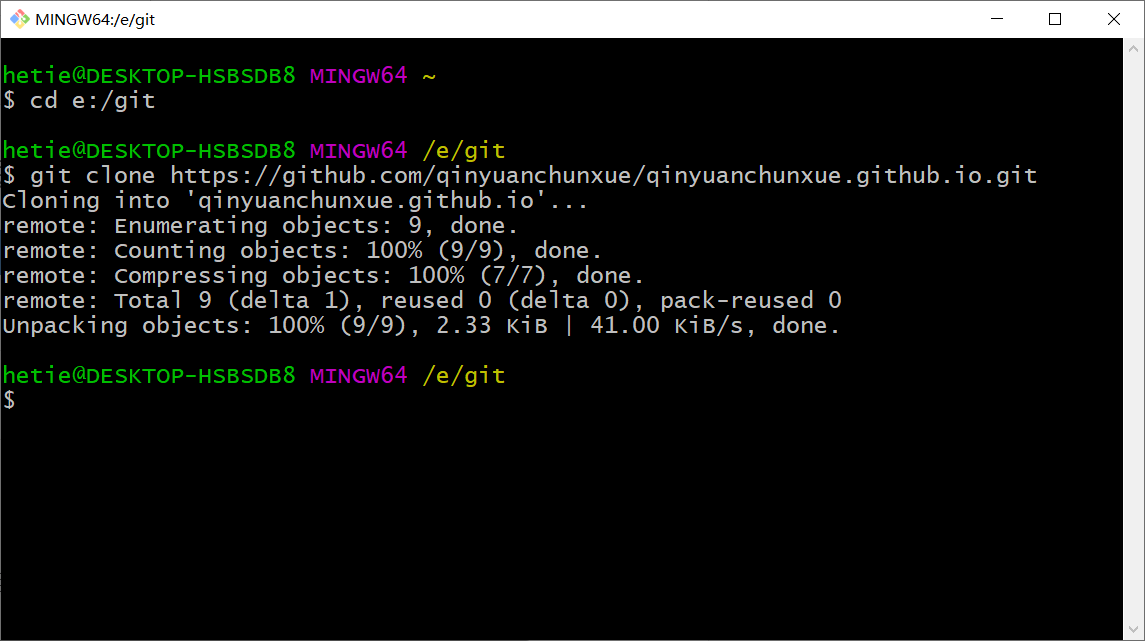 MINGW64:/e/git
hetie@DESKTOP-HSBSDB8 MINGW64 ~
$ cd e:/git
hetie@DESKTOP-HSBSDB8 MINGW64 /e/git
$ git clone https://github.com/qinyuanchunxue/qinyuanchunxue.github.io.git
Cloning into 'qinyuanchunxue.github.io'...
remote: Enumerating objects: 9, done.
remote: Counting objects: 100% (9/9), done.
remote: Compressing objects: 100% (7/7), done.
remote: Total 9 (delta 1), reused 0 (delta 0), pack-reused 0
Unpacking objects: 100% (9/9), 2.33 KiB | 41.00 KiB/s, done.
hetie@DESKTOP-HSBSDB8 MINGW64 /e/git
$